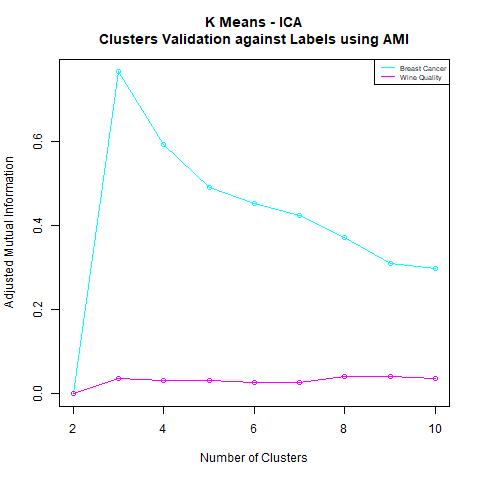 K Means - ICA
Clusters Validation against Labels using AMI
Breast Cancer
Wine Quality
Adjusted Mutual Information
0.6
0.4
0.2
0.0
2 4 6 8 10
Number of Clusters